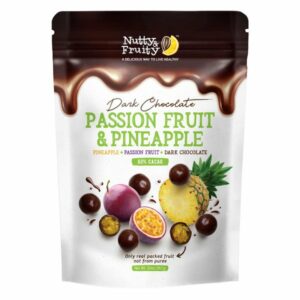 Nutty &
Fruity
A DELICIOUS WAY TO LIVE HEALTHY
Dark Chocolate
PASSION FRUIT
& PINEAPPLE
PINEAPPLE + PASSION FRUIT + DARK CHOCOLATE
Only real packed fruit
not from puree